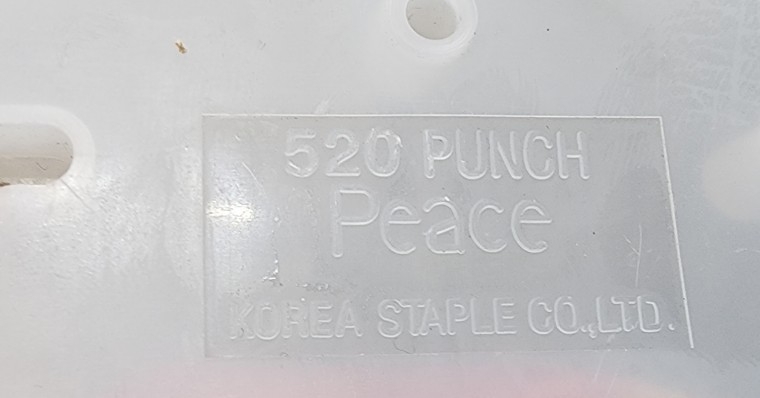 520 PUNCH
Peace
KOREA STAPLE CO.,LTD.